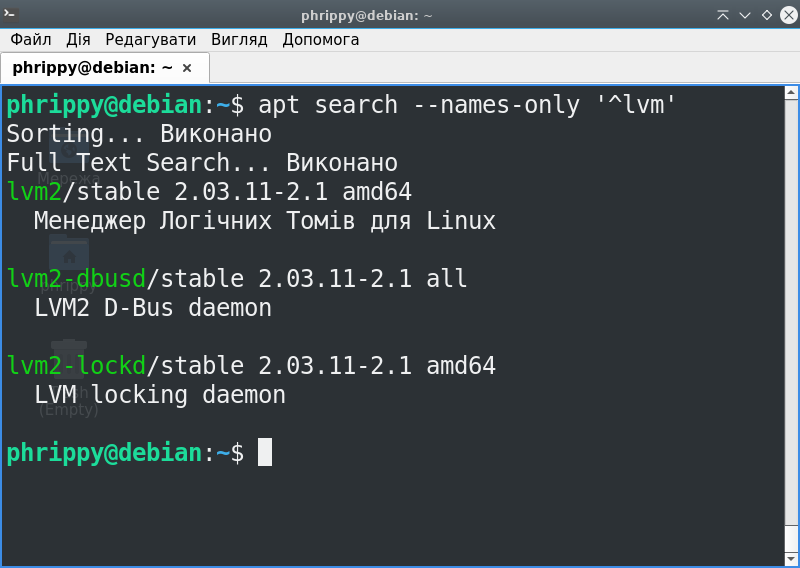 phrippy@debian: ~
Файл Дія Редагувати Вигляд Допомога
phrippy@debian: ~
phrippy@debian:~$ apt search --names-only '^lvm'
Sorting... Виконано
Full Text Search... Виконано
Мережа
lvm2/stable 2.03.11-2.1 amd64
Менеджер Логічних Томів для Linux
lvm2-dbusd/stable 2.03.11-2.1 all
phrippy
LVM2 D-Bus daemon
lvm2-lockd/stable 2.03.11-2.1 amd64
LVM locking daemon
(Empty)
phrippy@debian:~$